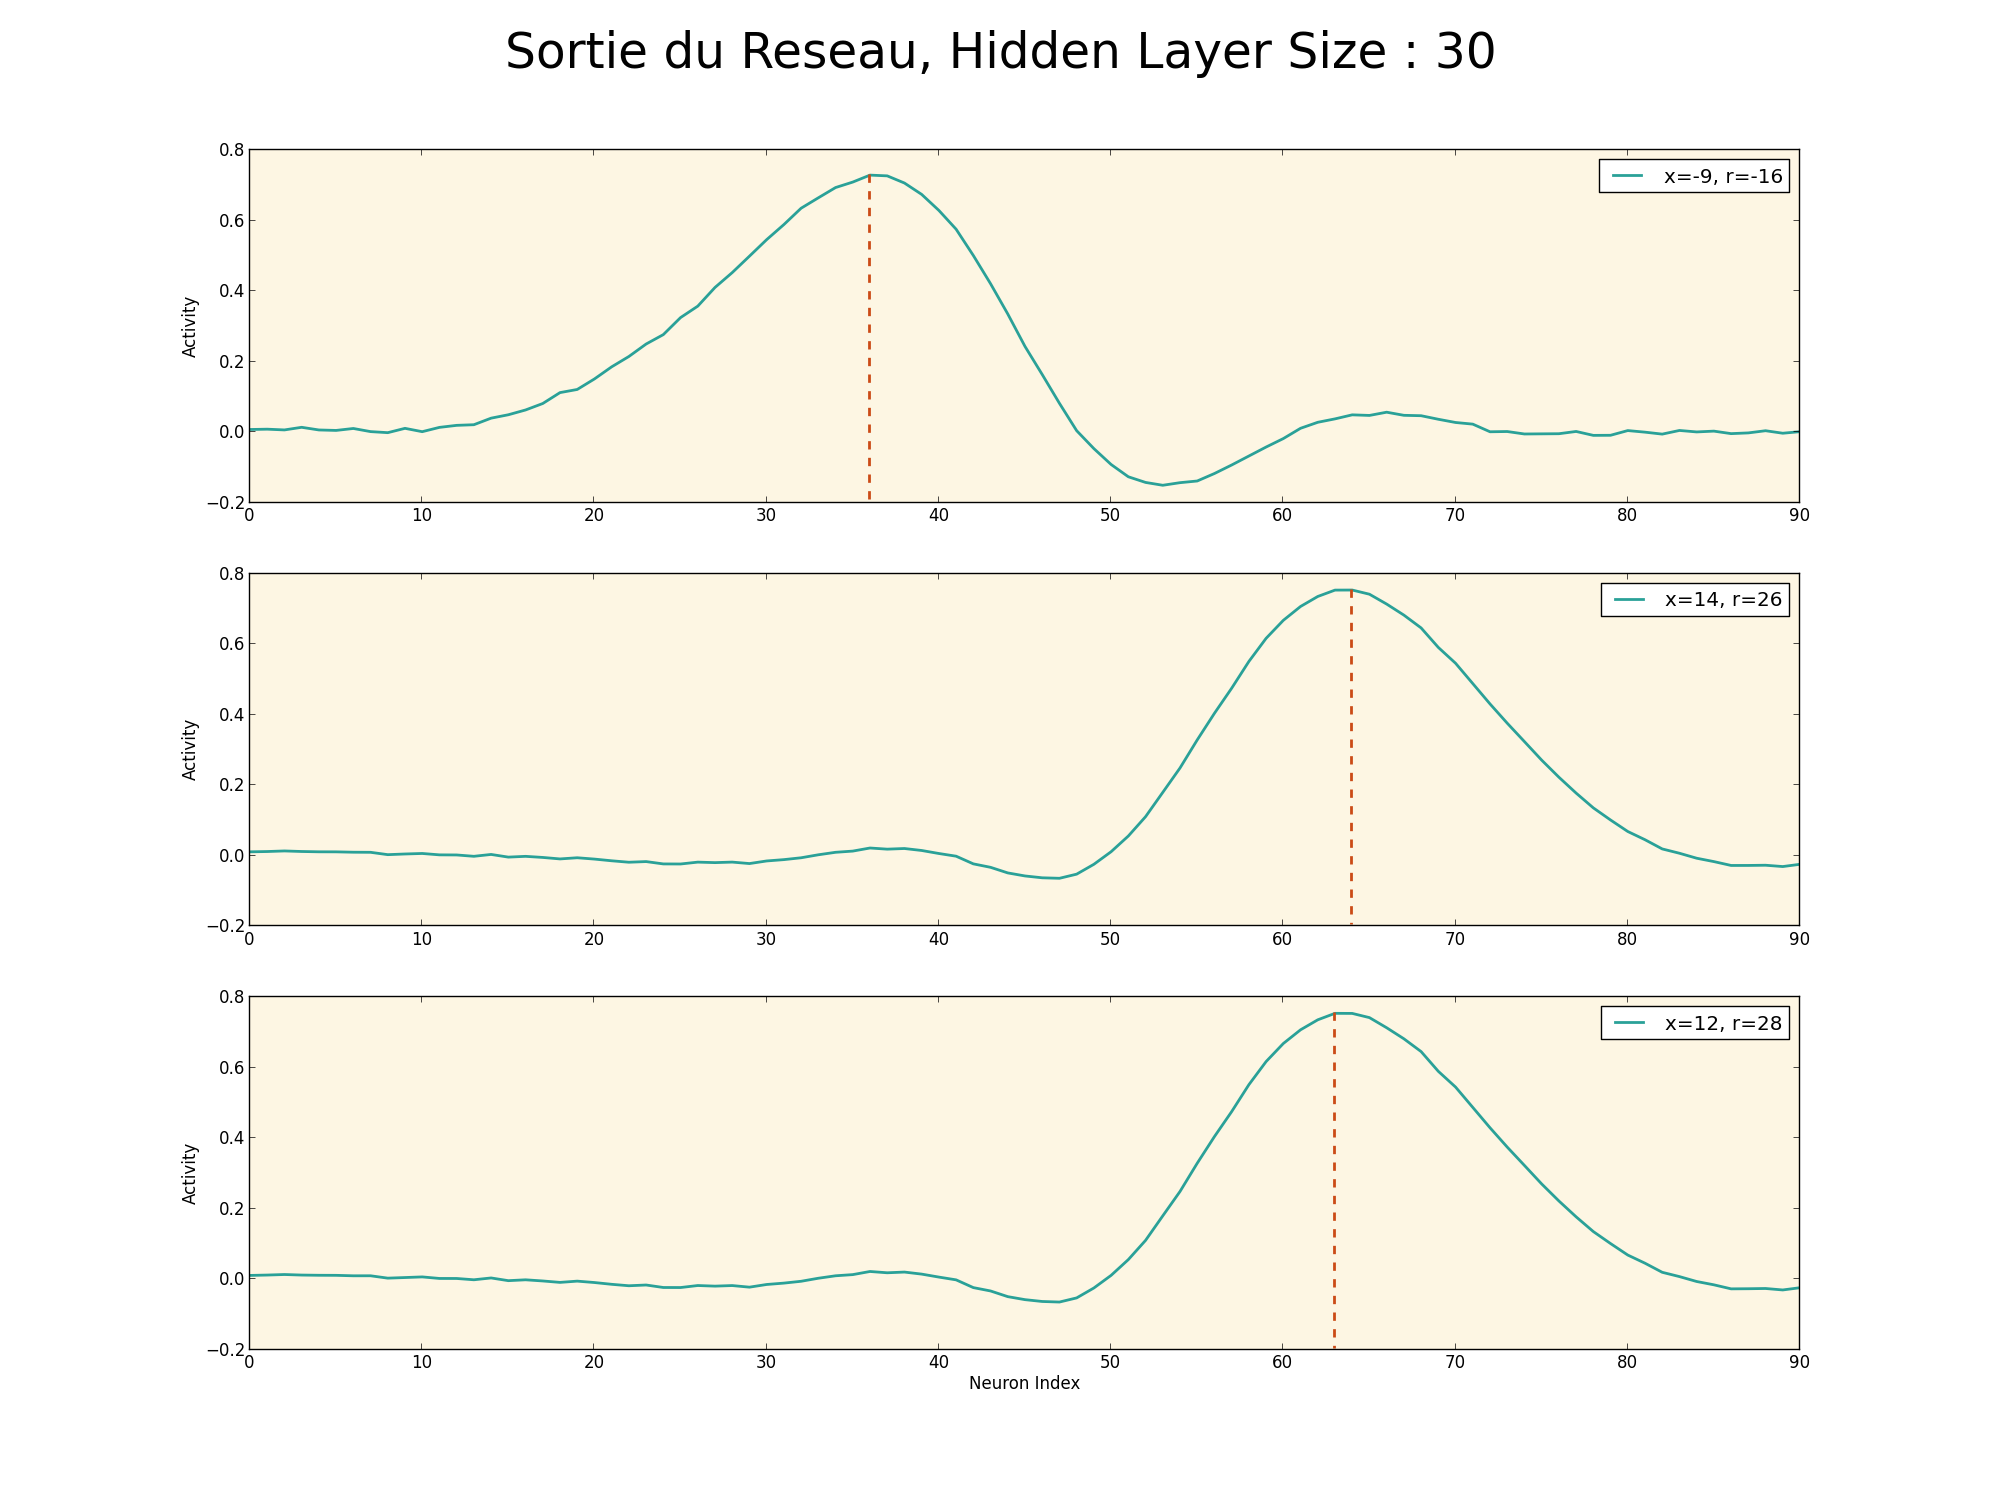 Sortie du Reseau, Hidden Layer Size : 30
0.8
0.6
0.4
0.2
0.0
−0.2
Activity
x=-9, r=-16
0 10 20 30 40 50 60 70 80 90
0.8
0.6
0.4
0.2
0.0
−0.2
Activity
x=14, r=26
0 10 20 30 40 50 60 70 80 90
0.8
0.6
0.4
0.2
0.0
−0.2
Activity
x=12, r=28
0 10 20 30 40 50 60 70 80 90
Neuron Index